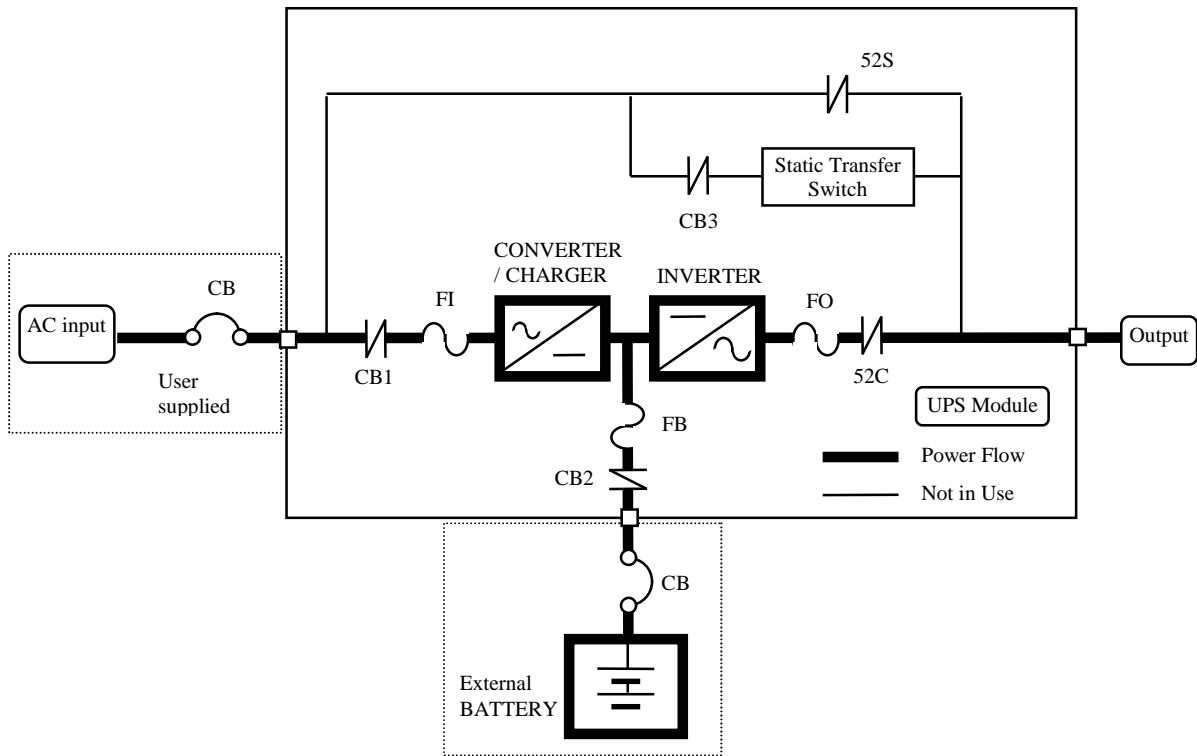 52S
Static Transfer
Switch
CB3
CONVERTER
/ CHARGER
INVERTER
AC input
CB
FI
FO
Output
CB1
52C
User
supplied
UPS Module
FB
Power Flow
CB2
Not in Use
CB
External
BATTERY